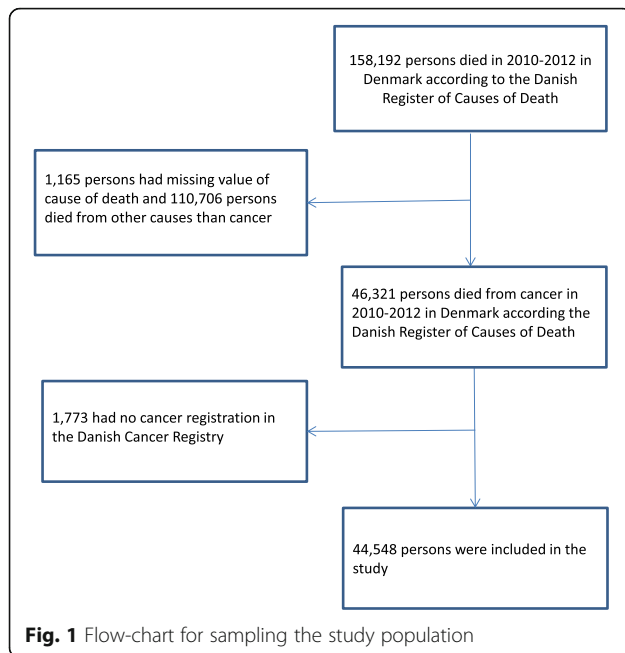 158,192 persons died in 2010-2012 in
Denmark according to the Danish
Register of Causes of Death
1,165 persons had missing value of
cause of death and 110,706 persons
died from other causes than cancer
46,321 persons died from cancer in
2010-2012 in Denmark according the
Danish Register of Causes of Death
1,773 had no cancer registration in
the Danish Cancer Registry
44,548 persons were included in the
study
Fig. 1 Flow-chart for sampling the study population